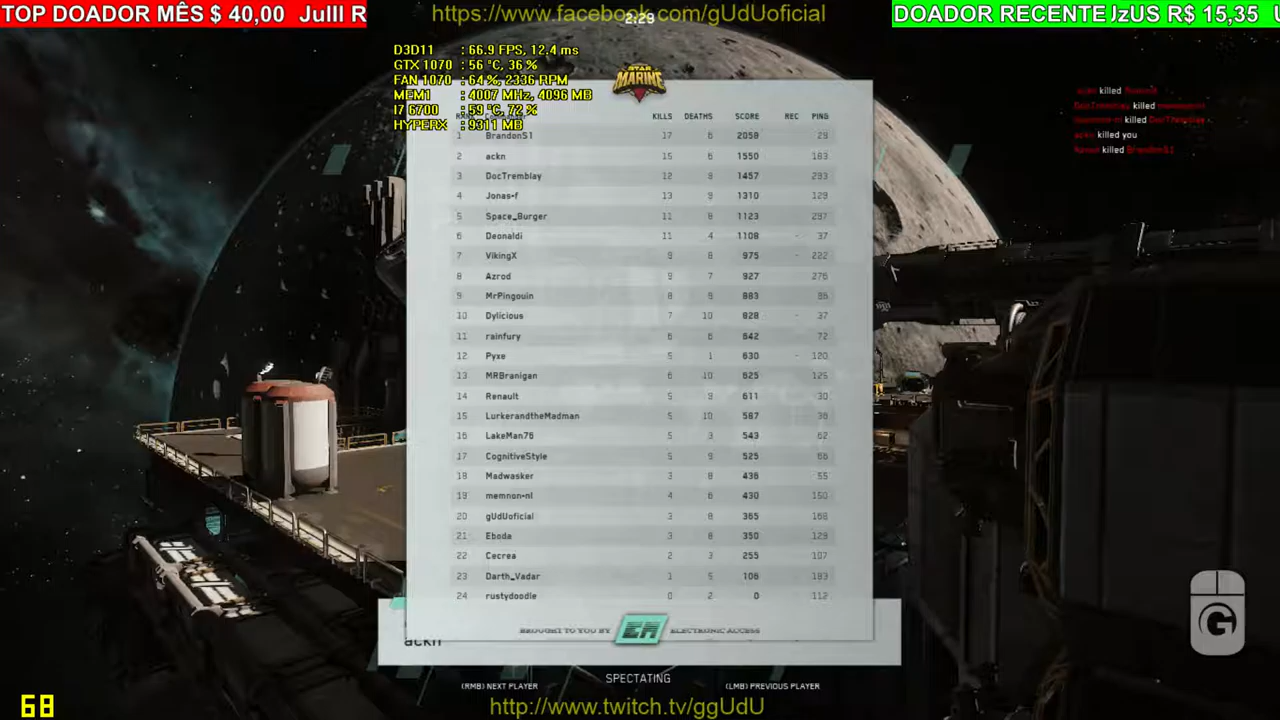 TOP DOADOR MÊS $ 40,00 JulII R
https://www.facebook.com/gUdUoficial
2:29
DOADOR RECENTE JzUS R$ 15,35
D3D11 : 66.9 FPS, 12.4 ms
GTX 1070 : 56 °C, 36 %
FAN 1070 : 64 %, 2336 RPM
MEM1 : 4007 MHz, 4096 MB
I7 6700 : 59 °C, 72 %
HYPERX : 9311 MB
STAR MARINE
killed
DocTremblay killed
killed DocTremblay
ackn killed you
killed BrandonS1
KILLS DEATHS SCORE REC PING
1 BrandonS1 17 6 2058 29
2 ackn 15 6 1550 183
3 DocTremblay 12 9 1457 293
4 Jonas-f 13 9 1310 129
5 Space_Burger 11 8 1123 297
6 Deonaldi 11 4 1108 - 37
7 VikingX 9 8 975 - 222
8 Azrod 9 7 927 276
9 MrPingouin 8 9 883 86
10 Dylicious 7 10 828 - 37
11 rainfury 6 6 642 72
12 Pyxe 5 1 630 - 120
13 MRBranigan 6 10 625 125
14 Renault 5 9 611 30
15 LurkerandtheMadman 5 10 587 36
16 LakeMan76 5 3 543 62
17 CognitiveStyle 5 9 525 66
18 Madwasker 3 8 436 55
19 memnon-nl 4 6 430 150
20 gUdUoficial 3 8 365 168
21 Eboda 3 8 350 129
22 Cecrea 2 3 255 107
23 Darth_Vadar 1 5 106 183
24 rustydoodle 0 2 0 112
BROUGHT TO YOU BY EA ELECTRONIC ACCESS
ackn
SPECTATING
(RMB) NEXT PLAYER (LMB) PREVIOUS PLAYER
http://www.twitch.tv/ggUdU
68
G